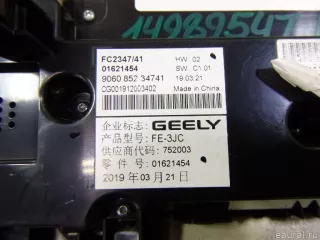 14989547
FC2347/41
HW. 02
01621454
SW. C1.01
9060 852 34741
19.03.21
CG001912003402
Made in China
企业标志: GEELY
产品型号: FE-3JC
供应商代码: 752003
零 件 号: 01621454
2019 年 03 月 21 日
eaural.ru